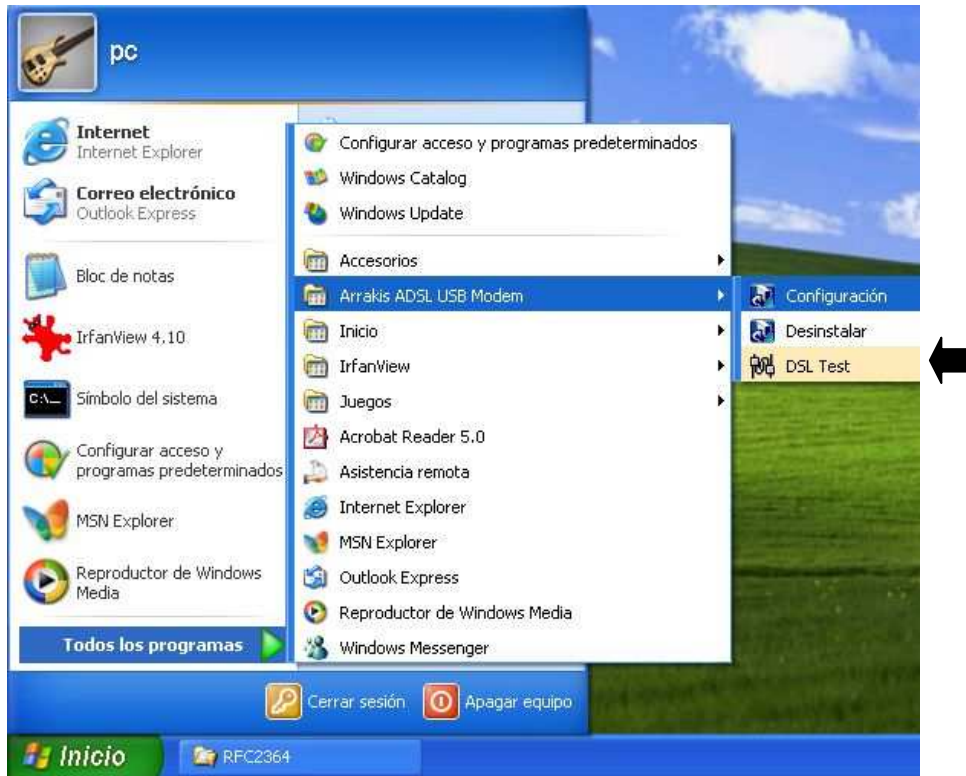 pc
Internet
Internet Explorer
Correo electrónico
Outlook Express
Bloc de notas
IrfanView 4.10
C:\_
Símbolo del sistema
Configurar acceso y
programas predeterminados
MSN Explorer
Reproductor de Windows
Media
Todos los programas
Configurar acceso y programas predeterminados
Windows Catalog
Windows Update
Accesorios
Arrakis ADSL USB Modem
Inicio
IrfanView
Juegos
Acrobat Reader 5.0
Asistencia remota
Internet Explorer
MSN Explorer
Outlook Express
Reproductor de Windows Media
Windows Messenger
Configuración
Desinstalar
DSL Test
Cerrar sesión
Apagar equipo
Inicio
RFC2364